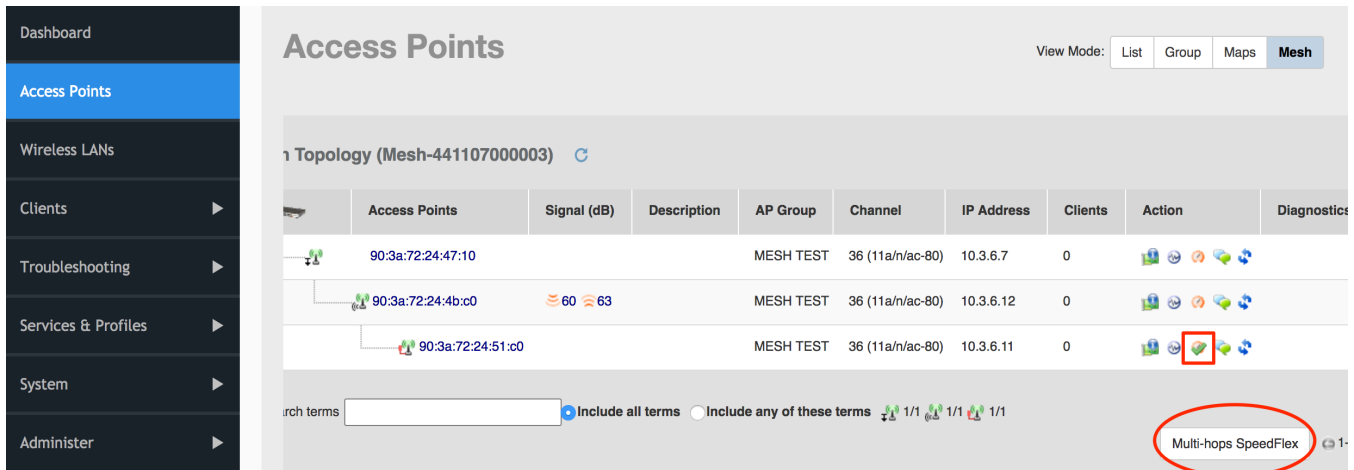 Dashboard
Access Points
Wireless LANs
Clients
Troubleshooting
Services & Profiles
System
Administer
Access Points
View Mode: List Group Maps Mesh
Topology (Mesh-441107000003)
Access Points Signal (dB) Description AP Group Channel IP Address Clients Action Diagnostics
90:3a:72:24:47:10 MESH TEST 36 (11a/n/ac-80) 10.3.6.7 0
90:3a:72:24:4b:c0 60 63 MESH TEST 36 (11a/n/ac-80) 10.3.6.12 0
90:3a:72:24:51:c0 MESH TEST 36 (11a/n/ac-80) 10.3.6.11 0
terms Include all terms Include any of these terms 1/1 1/1 1/1
Multi-hops SpeedFlex 1-